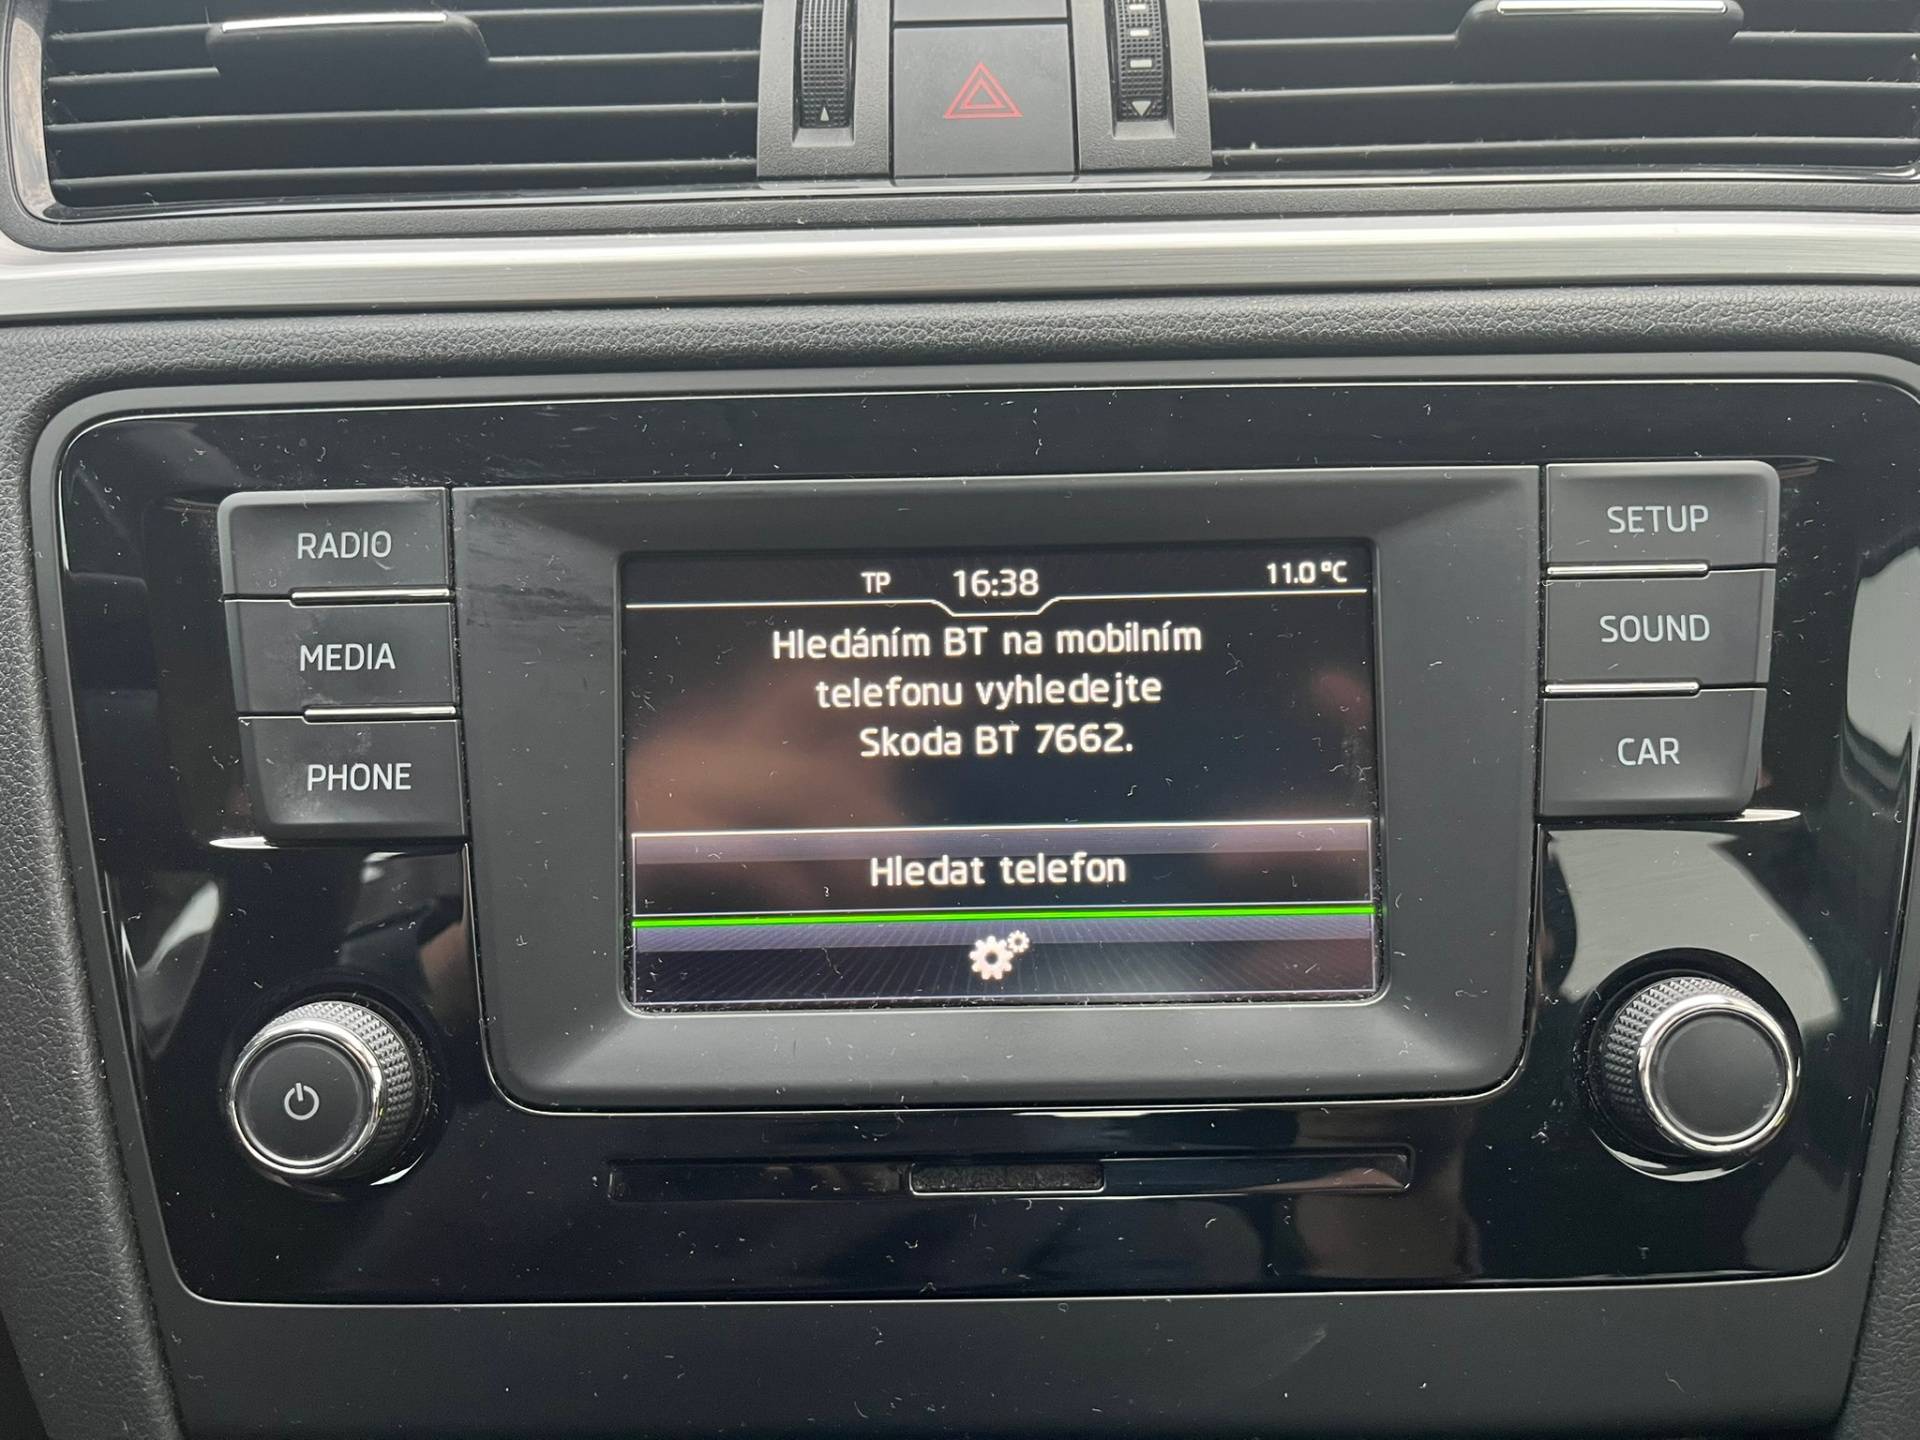 RADIO
MEDIA
PHONE
TP 16:38 11.0 °C
Hledáním BT na mobilním
telefonu vyhledejte
Skoda BT 7662.
Hledat telefon
SETUP
SOUND
CAR